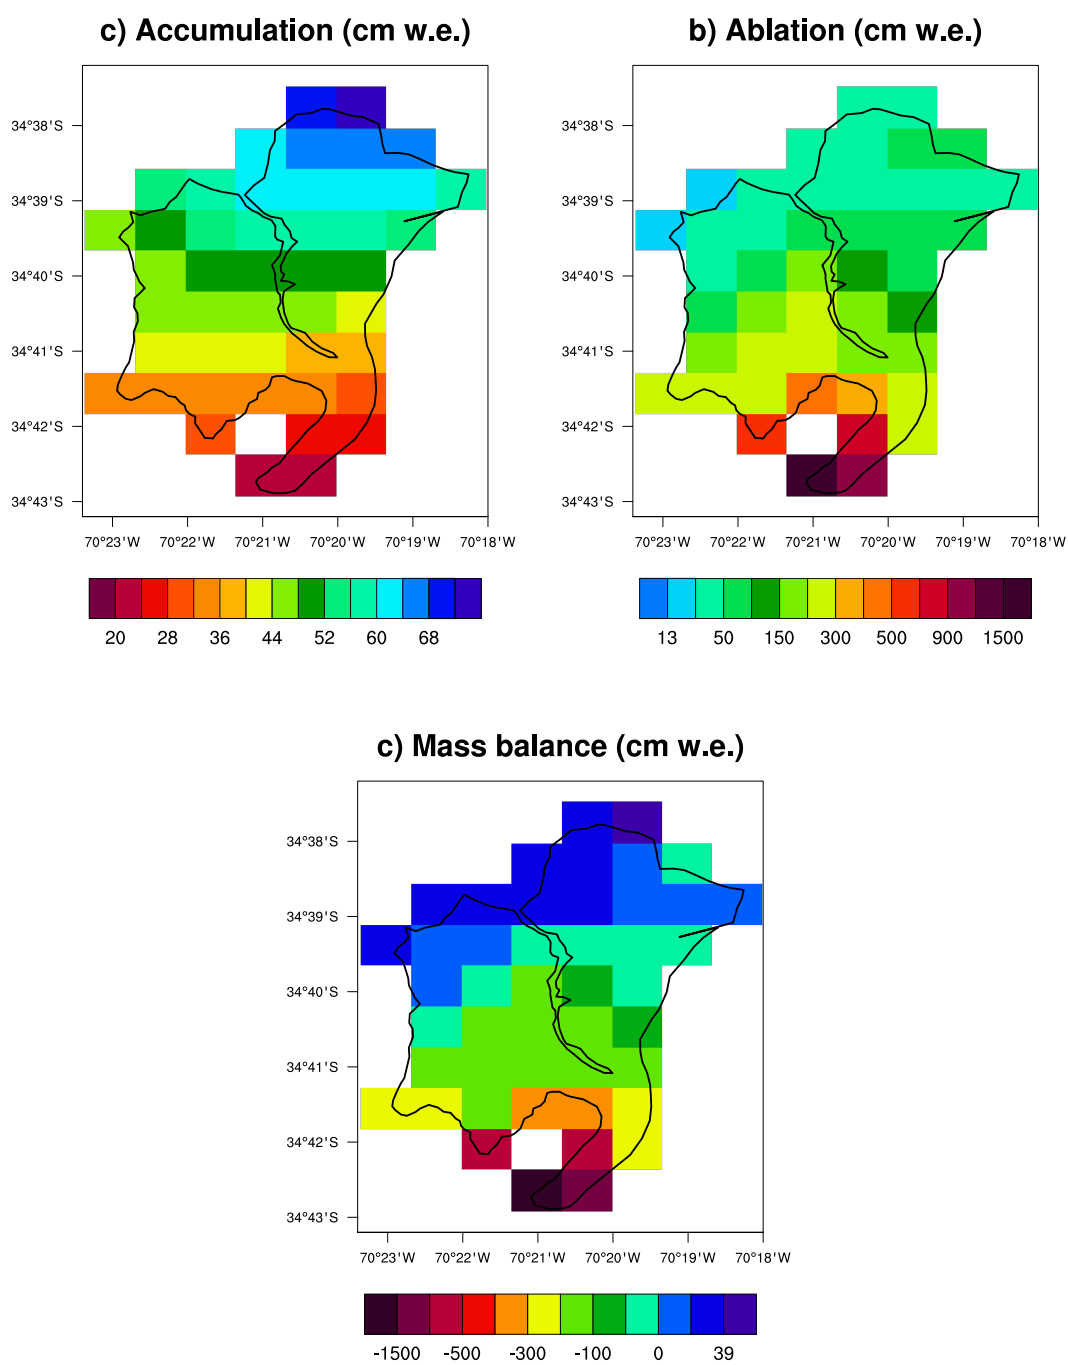 c) Accumulation (cm w.e.)
b) Ablation (cm w.e.)
34°38'S
34°39'S
34°40'S
34°41'S
34°42'S
34°43'S
70°23'W 70°22'W 70°21'W 70°20'W 70°19'W 70°18'W
20 28 36 44 52 60 68
34°38'S
34°39'S
34°40'S
34°41'S
34°42'S
34°43'S
70°23'W 70°22'W 70°21'W 70°20'W 70°19'W 70°18'W
13 50 150 300 500 900 1500
c) Mass balance (cm w.e.)
34°38'S
34°39'S
34°40'S
34°41'S
34°42'S
34°43'S
70°23'W 70°22'W 70°21'W 70°20'W 70°19'W 70°18'W
-1500 -500 -300 -100 0 39